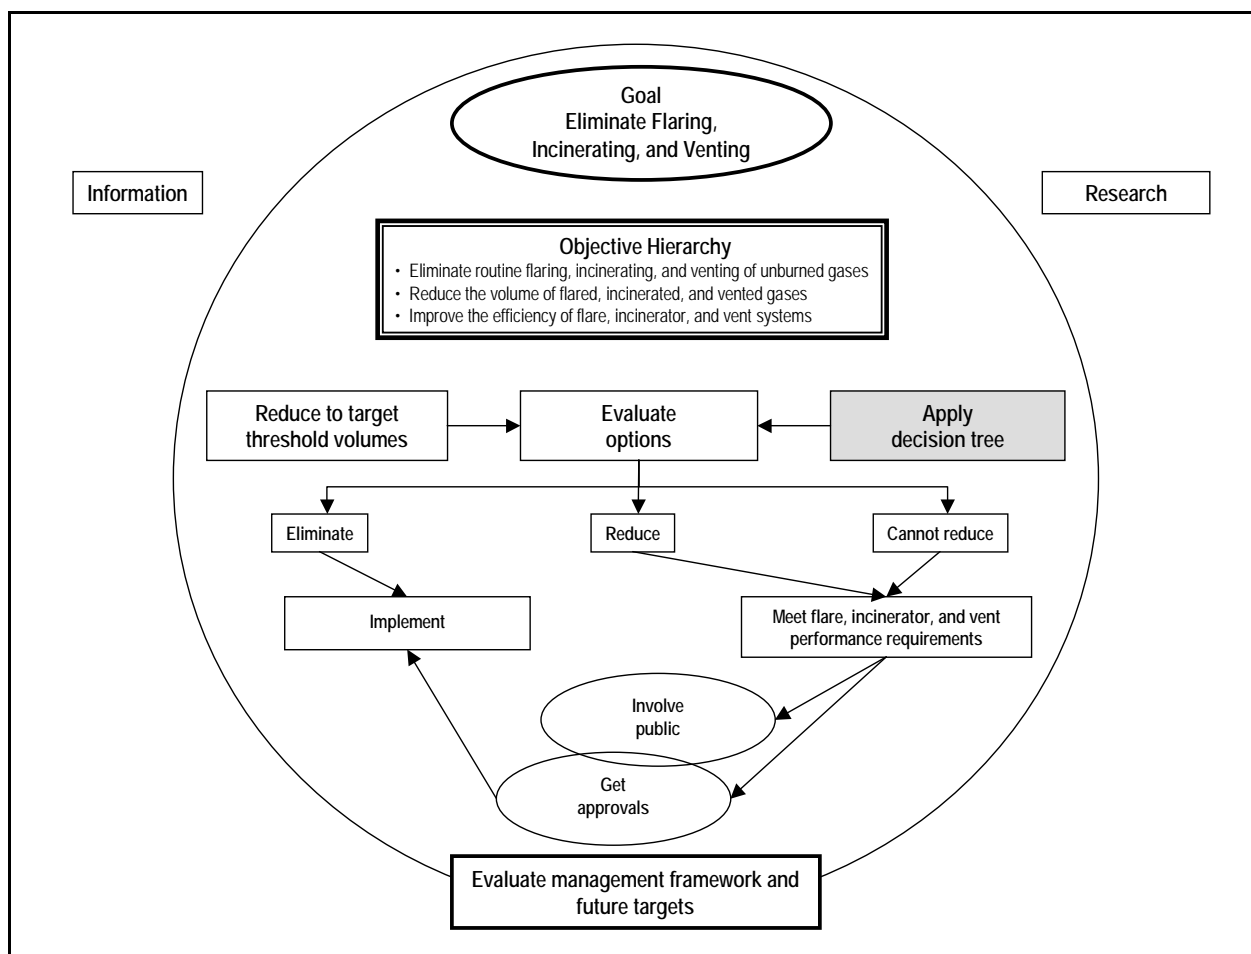 Goal
Eliminate Flaring,
Incinerating, and Venting
Information
Research
Objective Hierarchy
• Eliminate routine flaring, incinerating, and venting of unburned gases
• Reduce the volume of flared, incinerated, and vented gases
• Improve the efficiency of flare, incinerator, and vent systems
Reduce to target
threshold volumes
Evaluate
options
Apply
decision tree
Eliminate
Reduce
Cannot reduce
Implement
Meet flare, incinerator, and vent
performance requirements
Involve
public
Get
approvals
Evaluate management framework and
future targets